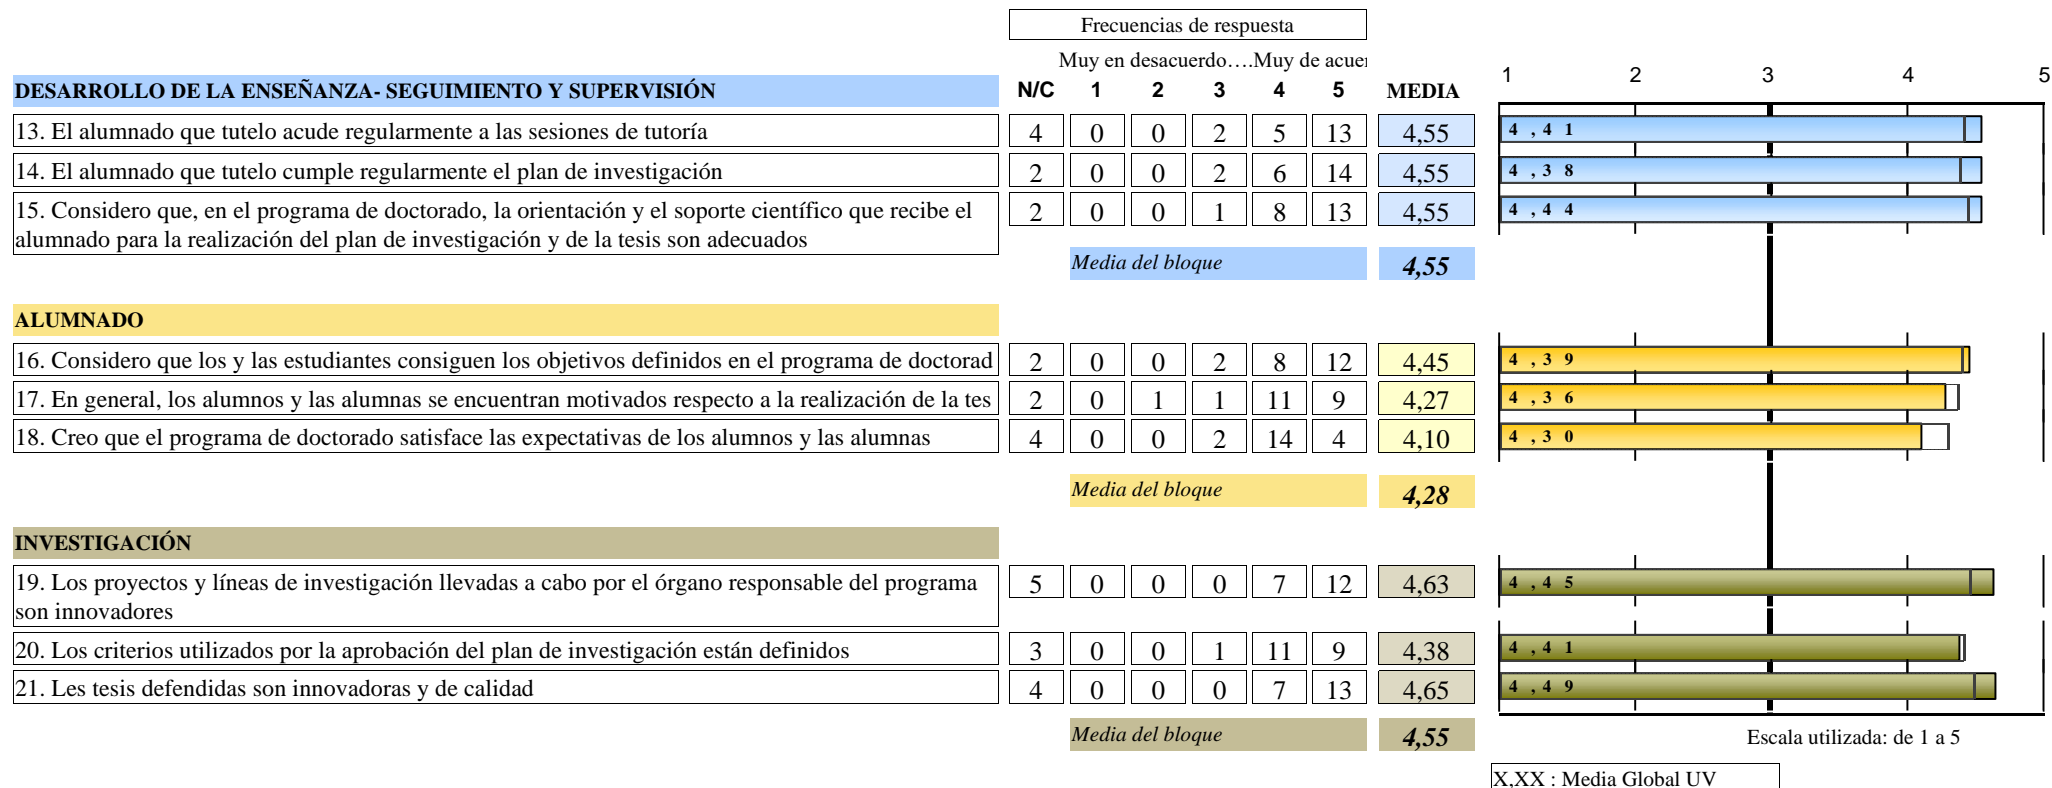 Frecuencias de respuesta
Muy en desacuerdo….Muy de acuer
DESARROLLO DE LA ENSEÑANZA- SEGUIMIENTO Y SUPERVISIÓN N/C 1 2 3 4 5 MEDIA 1 2 3 4 5
13. El alumnado que tutelo acude regularmente a las sesiones de tutoría 4 0 0 2 5 13 4,55 4,41
14. El alumnado que tutelo cumple regularmente el plan de investigación 2 0 0 2 6 14 4,55 4,38
15. Considero que, en el programa de doctorado, la orientación y el soporte científico que recibe el 2 0 0 1 8 13 4,55 4,44
alumnado para la realización del plan de investigación y de la tesis son adecuados
Media del bloque 4,55
ALUMNADO
16. Considero que los y las estudiantes consiguen los objetivos definidos en el programa de doctorad 2 0 0 2 8 12 4,45 4,39
17. En general, los alumnos y las alumnas se encuentran motivados respecto a la realización de la tes 2 0 1 1 11 9 4,27 4,36
18. Creo que el programa de doctorado satisface las expectativas de los alumnos y las alumnas 4 0 0 2 14 4 4,10 4,30
Media del bloque 4,28
INVESTIGACIÓN
19. Los proyectos y líneas de investigación llevadas a cabo por el órgano responsable del programa 5 0 0 0 7 12 4,63 4,45
son innovadores
20. Los criterios utilizados por la aprobación del plan de investigación están definidos 3 0 0 1 11 9 4,38 4,41
21. Les tesis defendidas son innovadoras y de calidad 4 0 0 0 7 13 4,65 4,49
Media del bloque 4,55
Escala utilizada: de 1 a 5
X,XX : Media Global UV